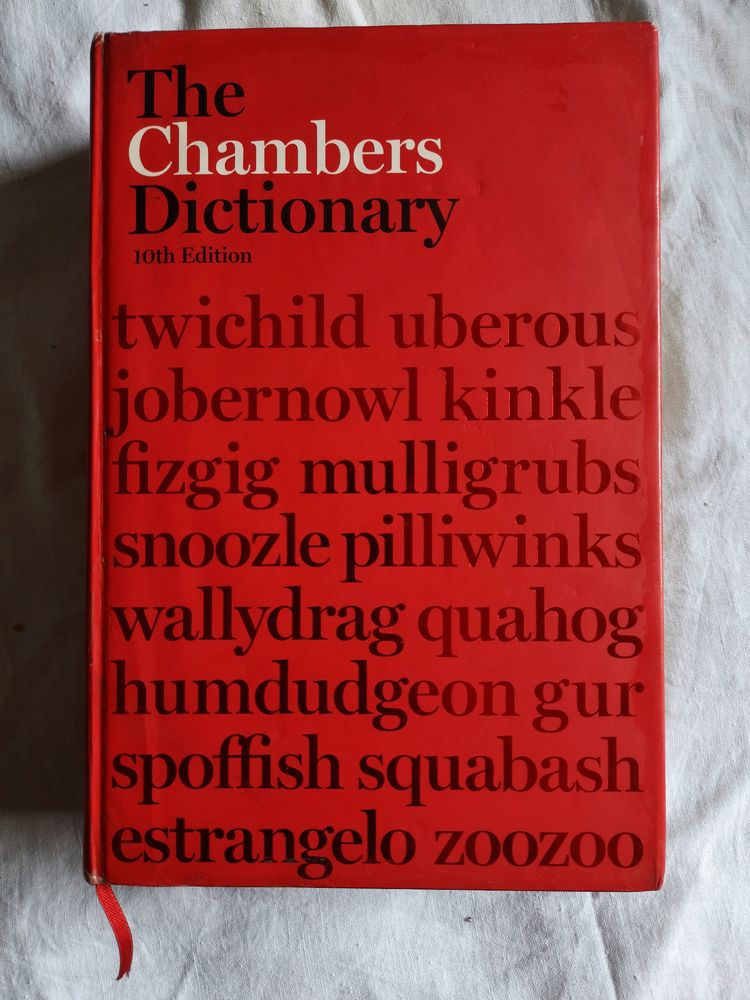 The
Chambers
Dictionary
10th Edition
twichild uberous
jobernowl kinkle
fizgig mulligrubs
snoozle pilliwinks
wallydrag quahog
humdudgeon gur
spoffish squabash
estrangelo zoozoo